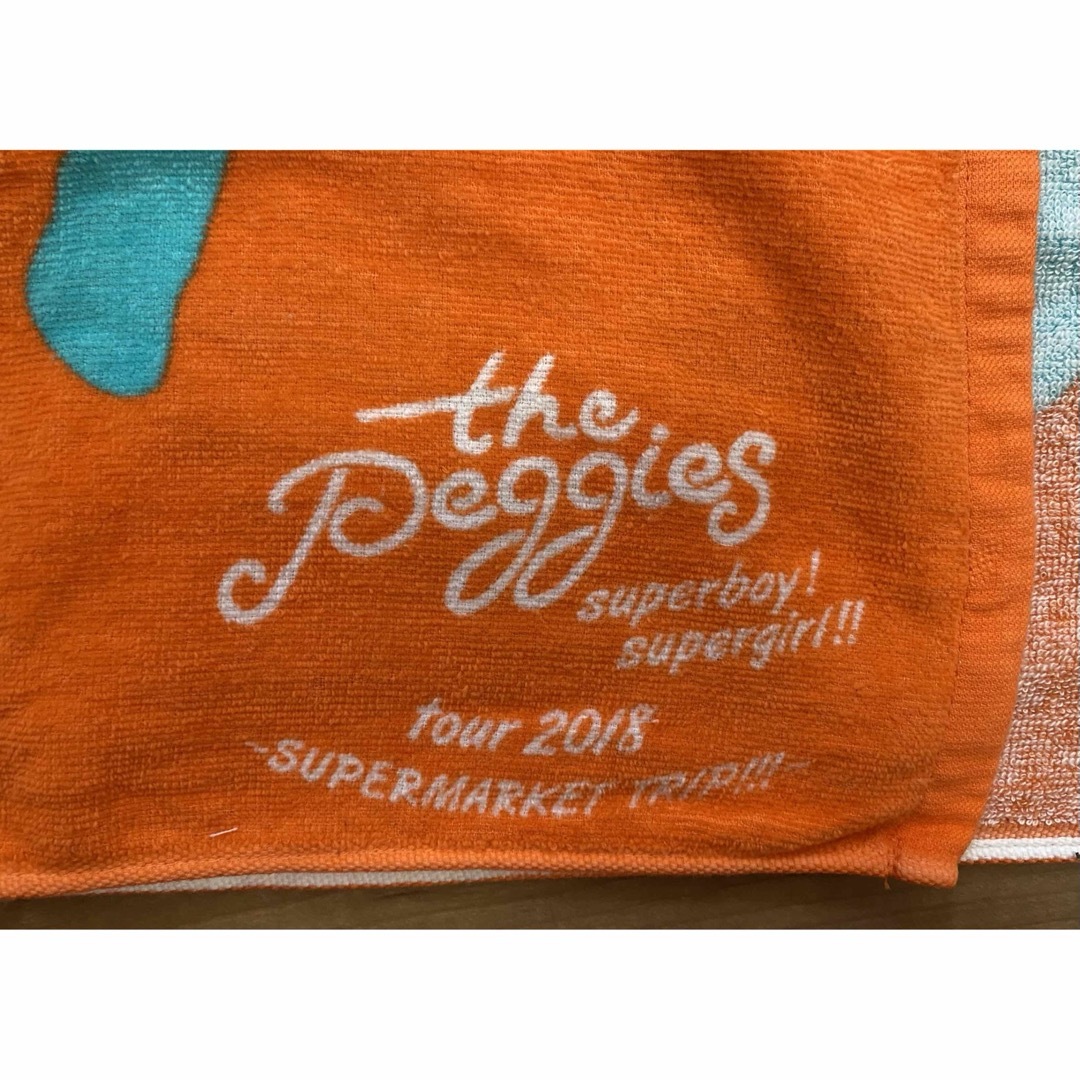 the
peggies
superboy!
supergirl!!
tour 2018
~SUPERMARKET TRIP!!!~